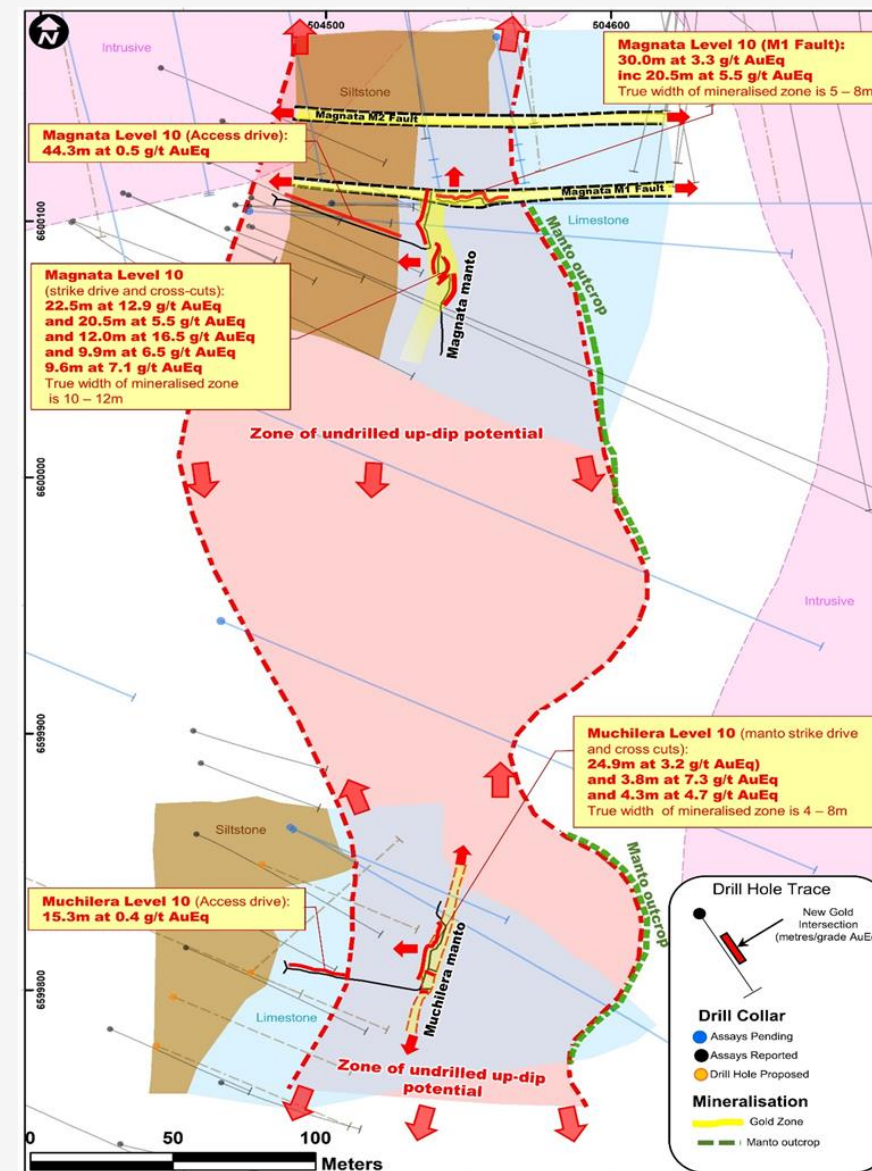 504500
504600
N
Intrusive
Siltstone
Magnata Level 10 (M1 Fault):
30.0m at 3.3 g/t AuEq
inc 20.5m at 5.5 g/t AuEq
True width of mineralised zone is 5 – 8m
Magnata M2 Fault
Magnata Level 10 (Access drive):
44.3m at 0.5 g/t AuEq
Magnata M1 Fault
6600100
Limestone
Manto outcrop
Magnata Level 10
(strike drive and cross-cuts):
22.5m at 12.9 g/t AuEq
and 20.5m at 5.5 g/t AuEq
and 12.0m at 16.5 g/t AuEq
and 9.9m at 6.5 g/t AuEq
9.6m at 7.1 g/t AuEq
True width of mineralised zone
is 10 – 12m
Magnata manto
Zone of undrilled up-dip potential
6600000
Intrusive
6599900
Muchilera Level 10 (manto strike drive
and cross cuts):
24.9m at 3.2 g/t AuEq)
and 3.8m at 7.3 g/t AuEq
and 4.3m at 4.7 g/t AuEq
True width of mineralised zone is 4 – 8m
Siltstone
Manto outcrop
Muchilera Level 10 (Access drive):
15.3m at 0.4 g/t AuEq
Muchilera manto
6599800
Limestone
Zone of undrilled up-dip
potential
Drill Hole Trace
New Gold
Intersection
(metres/grade AuEq
Drill Collar
Assays Pending
Assays Reported
Drill Hole Proposed
Mineralisation
Gold Zone
Manto outcrop
0 50 100
Meters